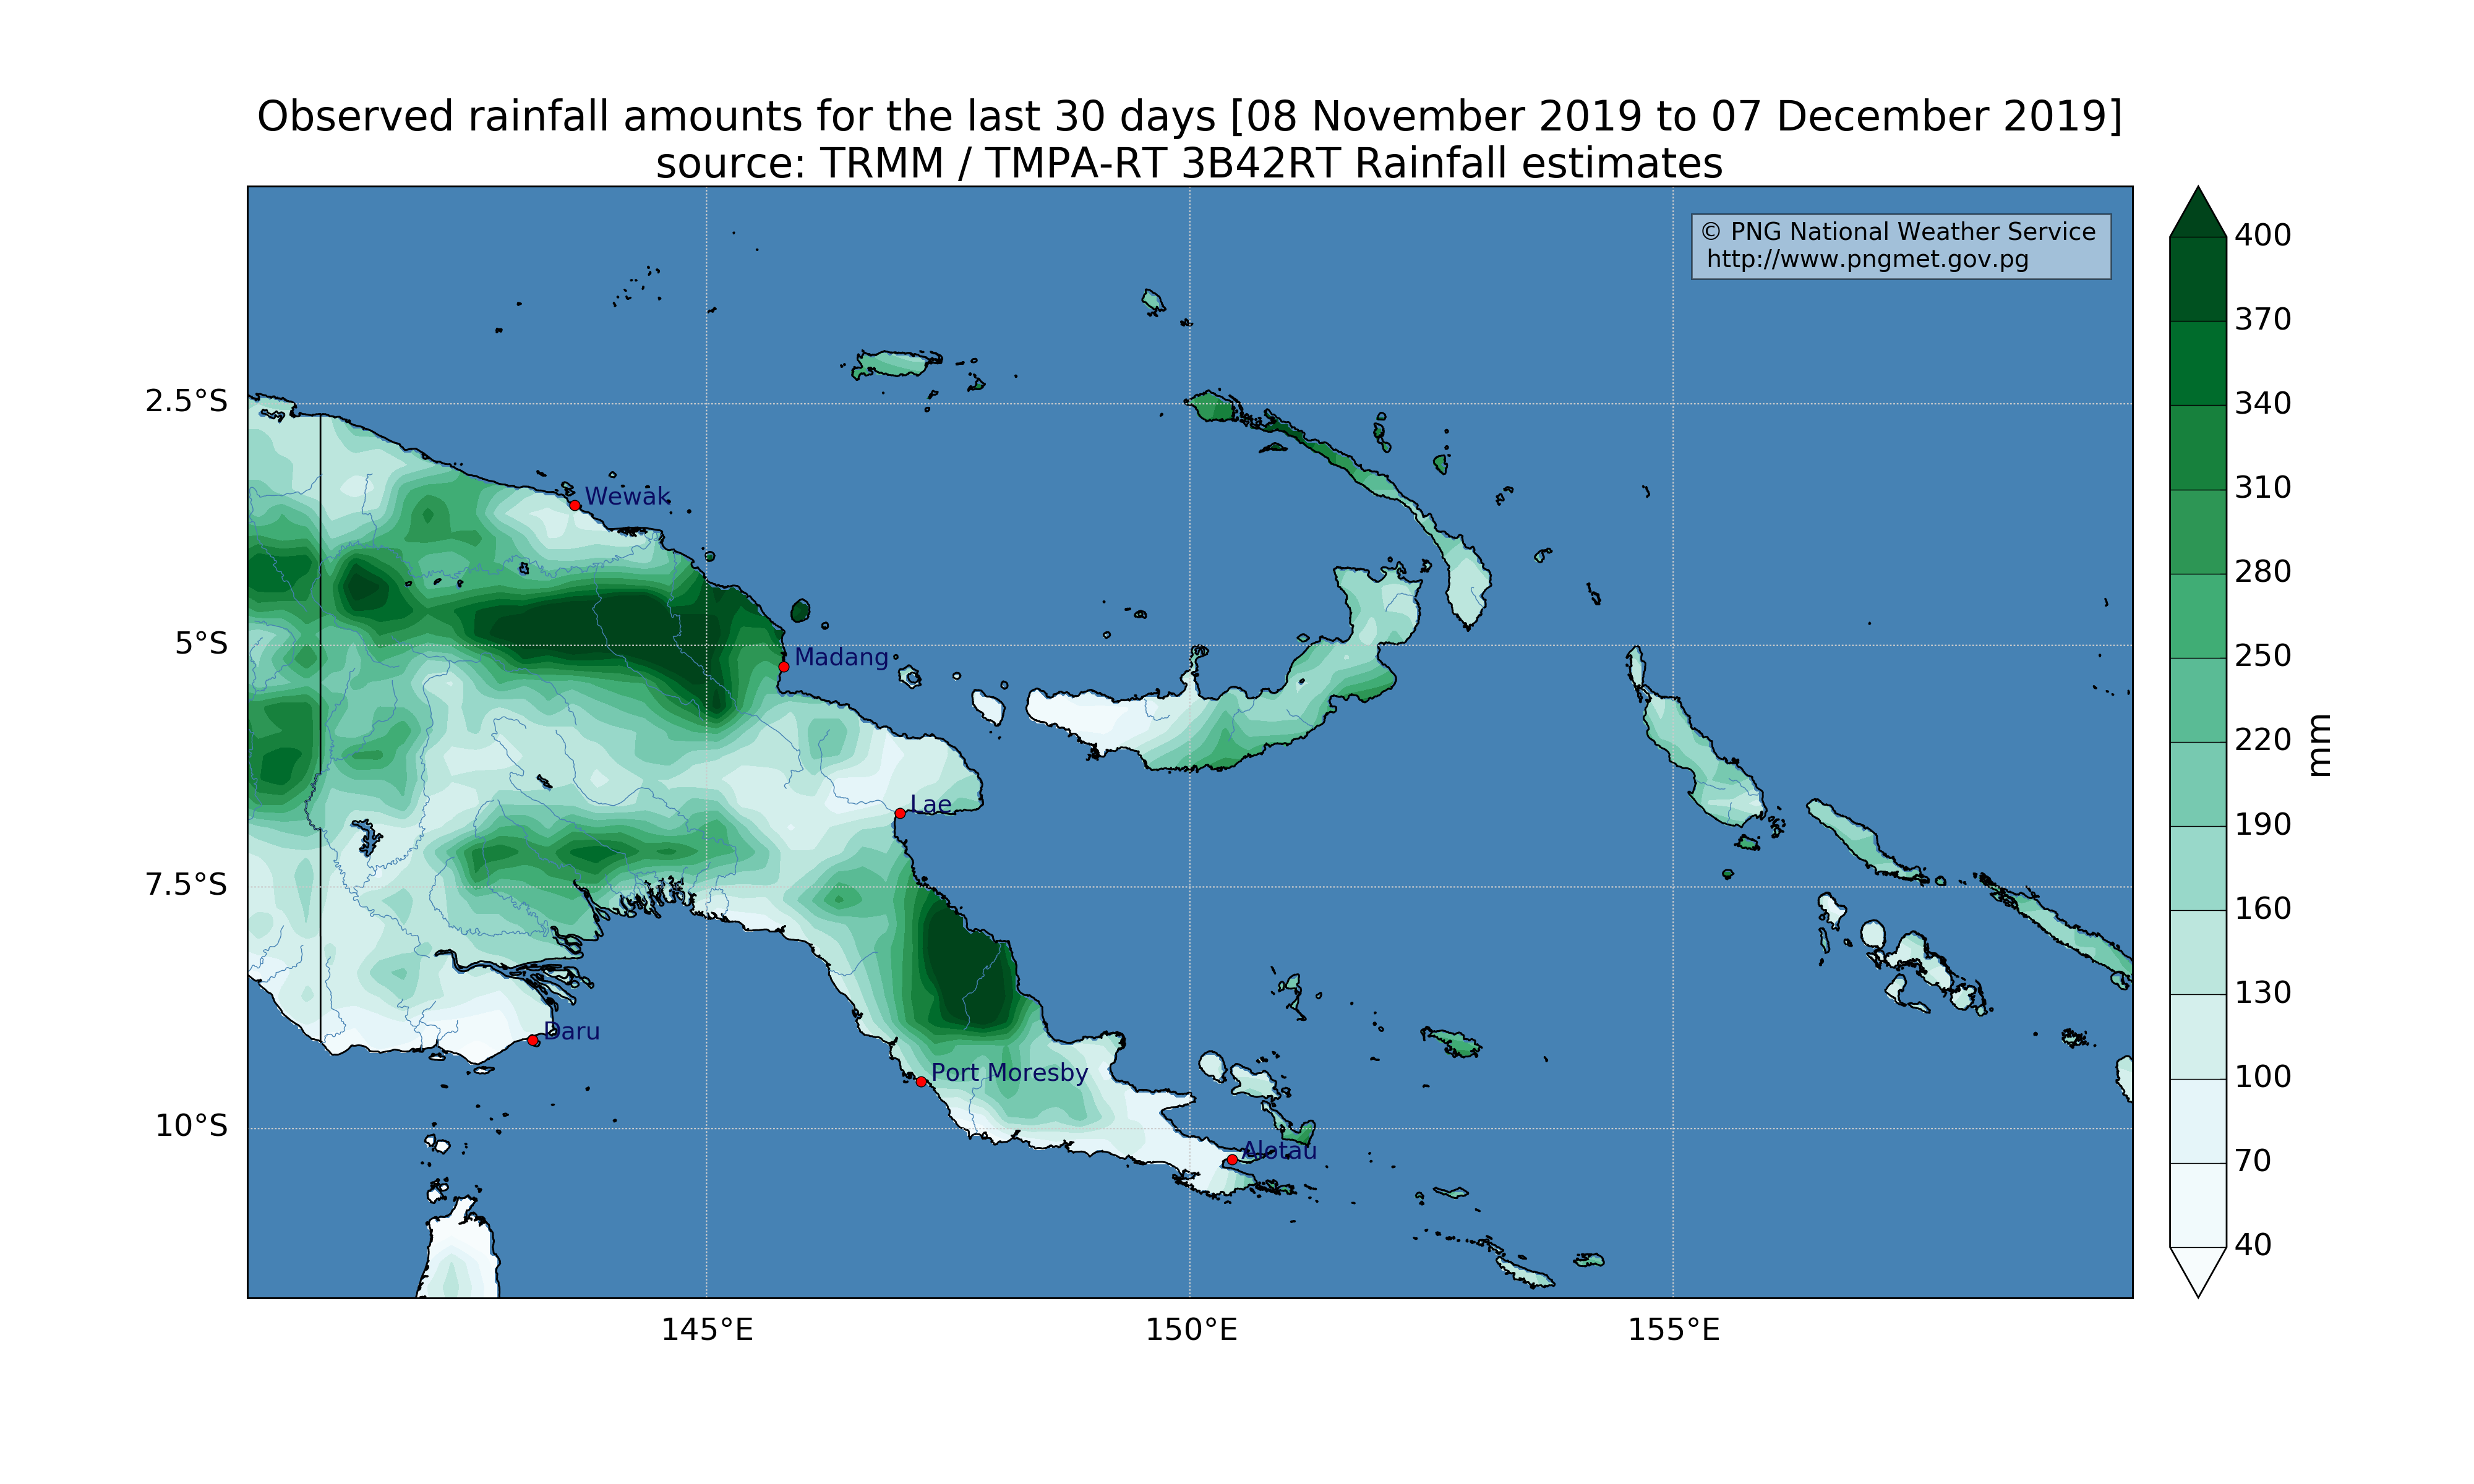 Observed rainfall amounts for the last 30 days [08 November 2019 to 07 December 2019]
source: TRMM / TMPA-RT 3B42RT Rainfall estimates
© PNG National Weather Service
http://www.pngmet.gov.pg
400
370
340
310
280
250
220
190
160
130
100
70
40
mm
2.5°S
5°S
7.5°S
10°S
Wewak
Madang
Lae
Daru
Port Moresby
Alotau
145°E
150°E
155°E